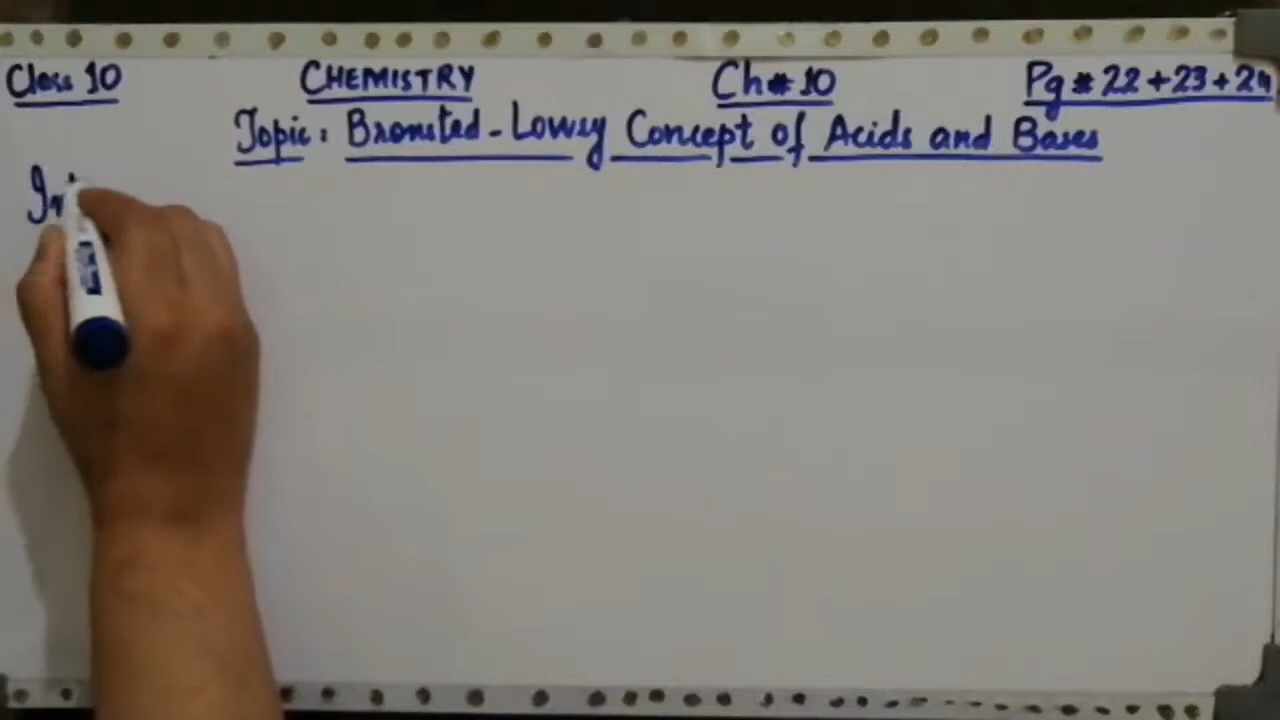 Class 10 CHEMISTRY Ch # 10 Pg # 22 + 23 + 24
Topic: Bronsted-Lowry Concept of Acids and Bases